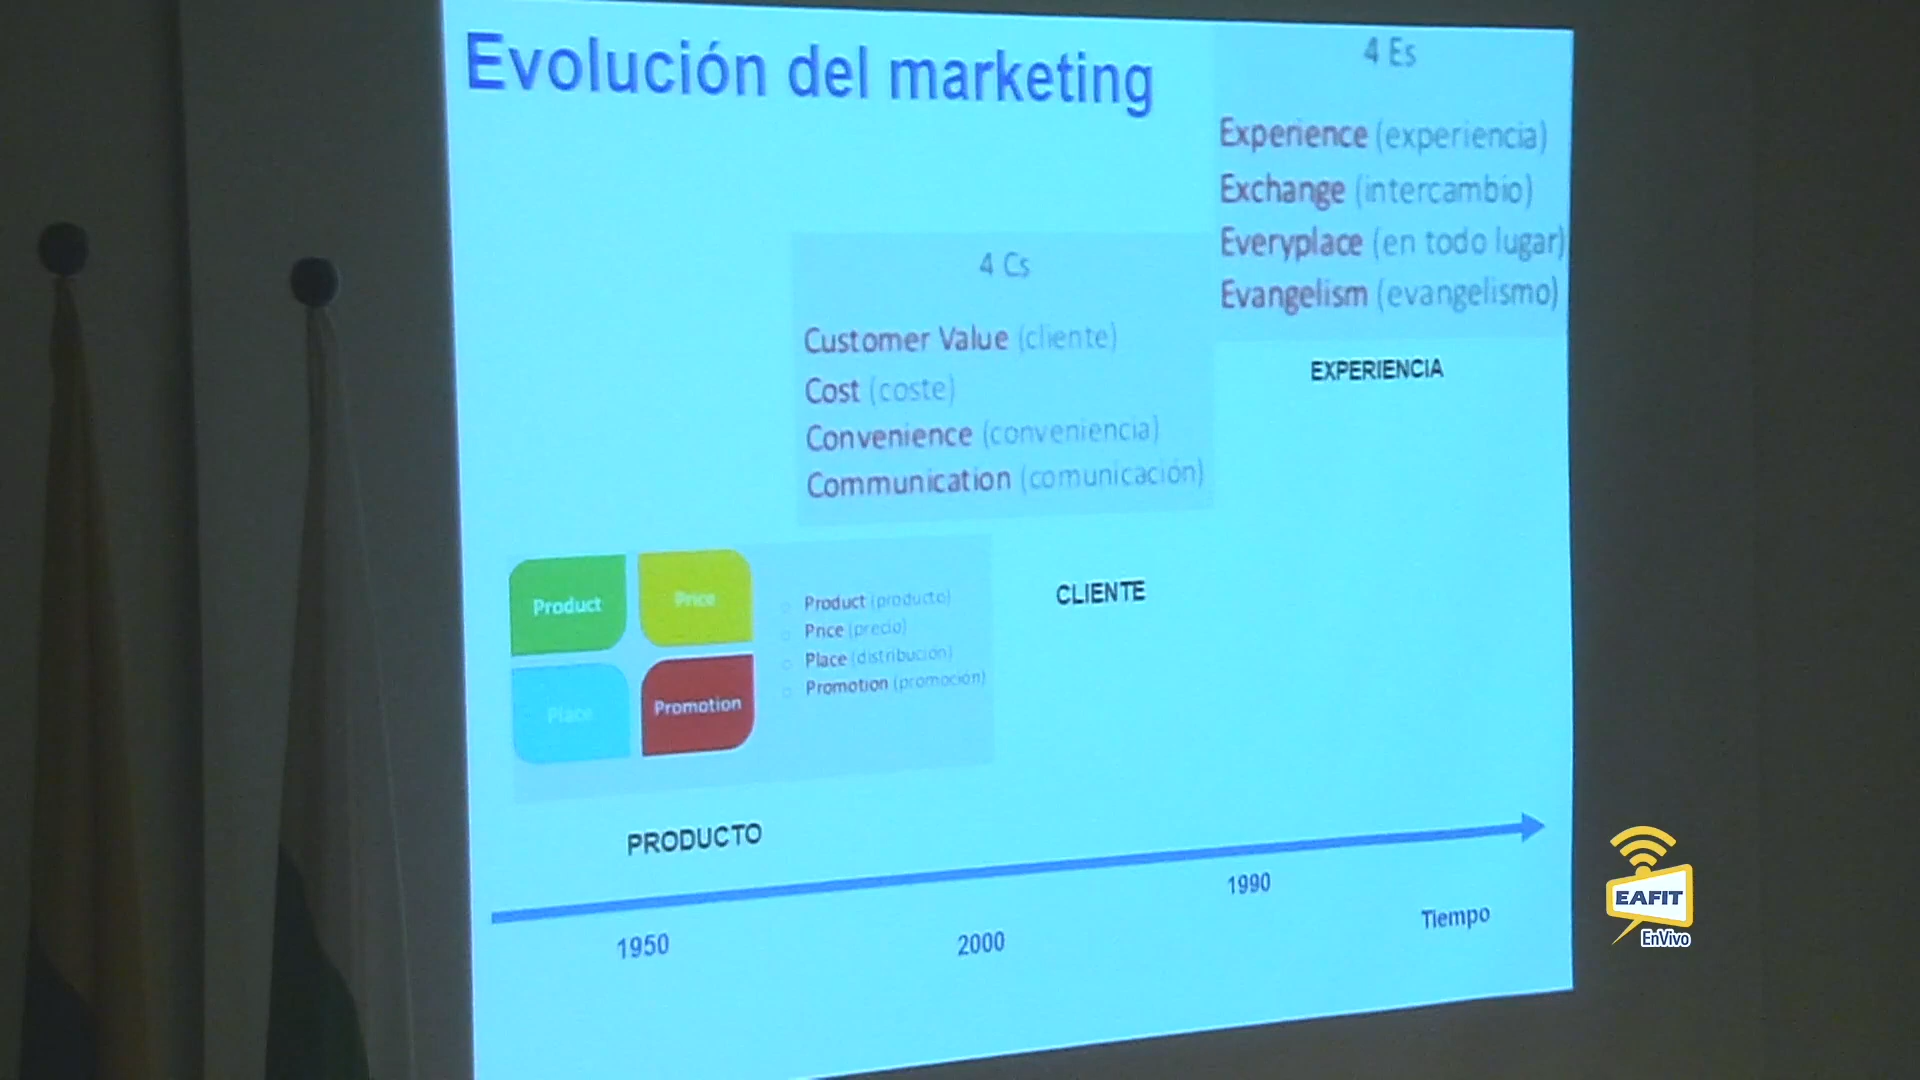 Evolución del marketing
4 Es
Experience (experiencia)
Exchange (intercambio)
Everyplace (en todo lugar)
Evangelism (evangelismo)
EXPERIENCIA
4 Cs
Customer Value (cliente)
Cost (coste)
Convenience (conveniencia)
Communication (comunicación)
CLIENTE
Product
Price
Place
Promotion
Product (producto)
Price (precio)
Place (distribución)
Promotion (promoción)
PRODUCTO
1950
2000
1990
Tiempo
EAFIT
EnVivo